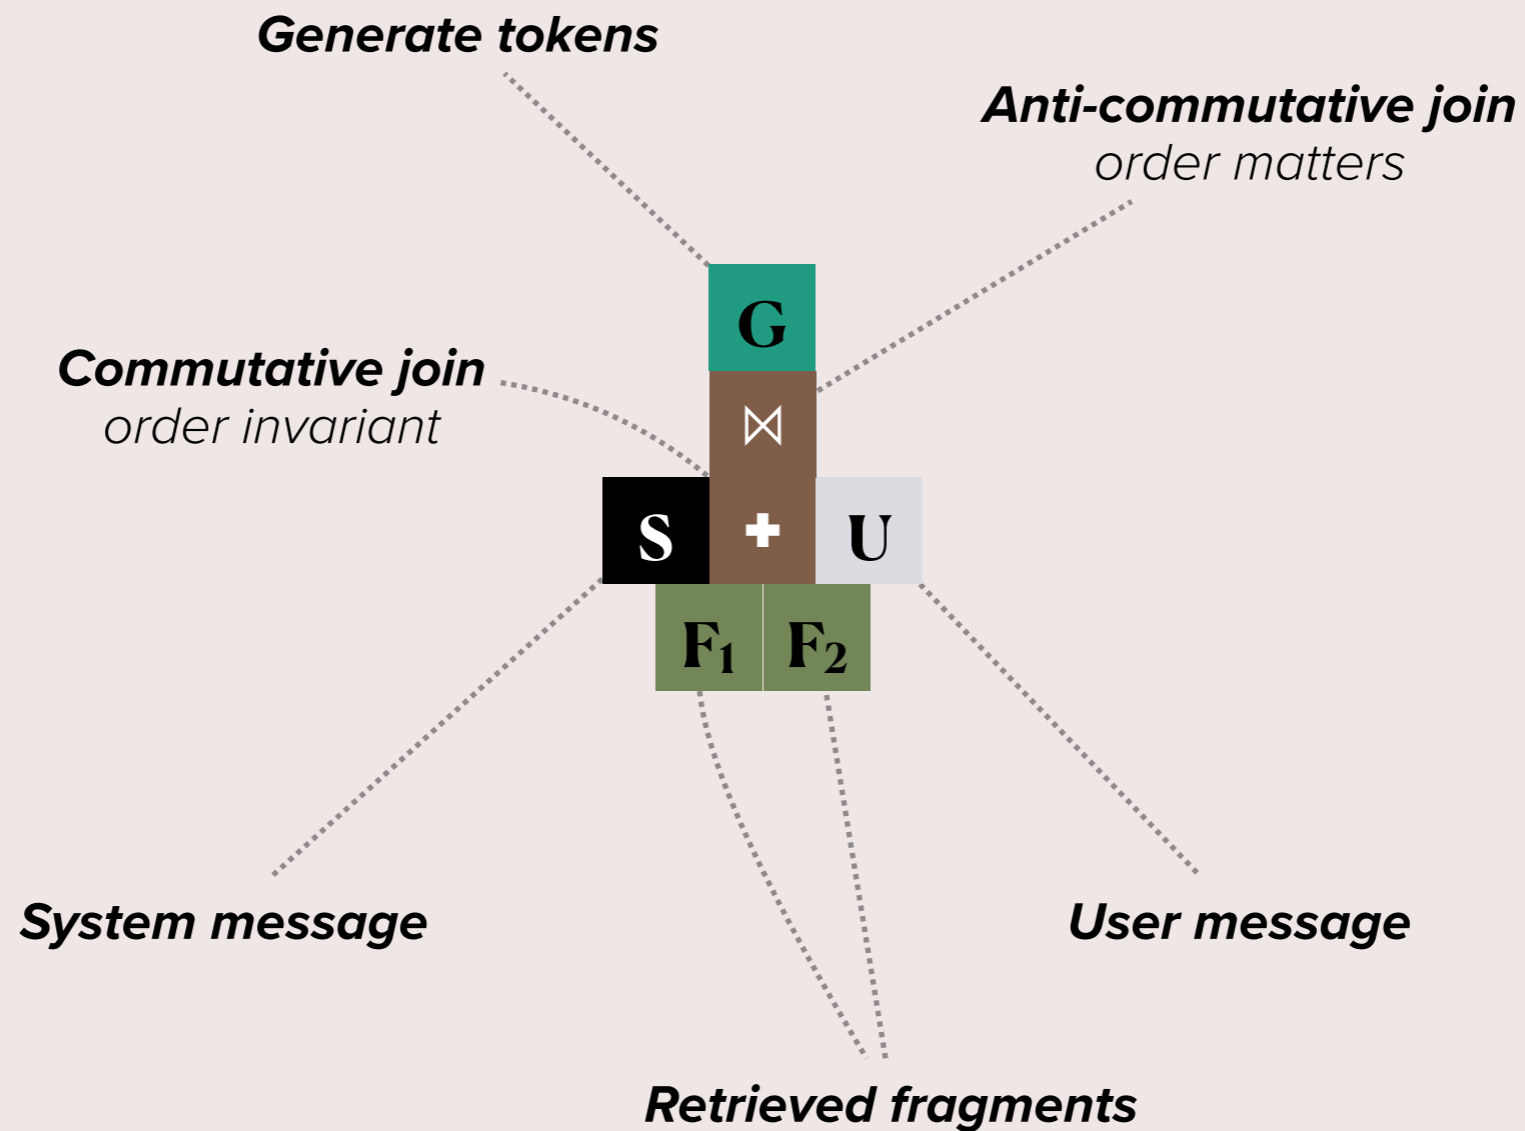 Generate tokens
Anti-commutative join
order matters
G
Commutative join
order invariant
⋈
S + U
F₁ F₂
System message
User message
Retrieved fragments